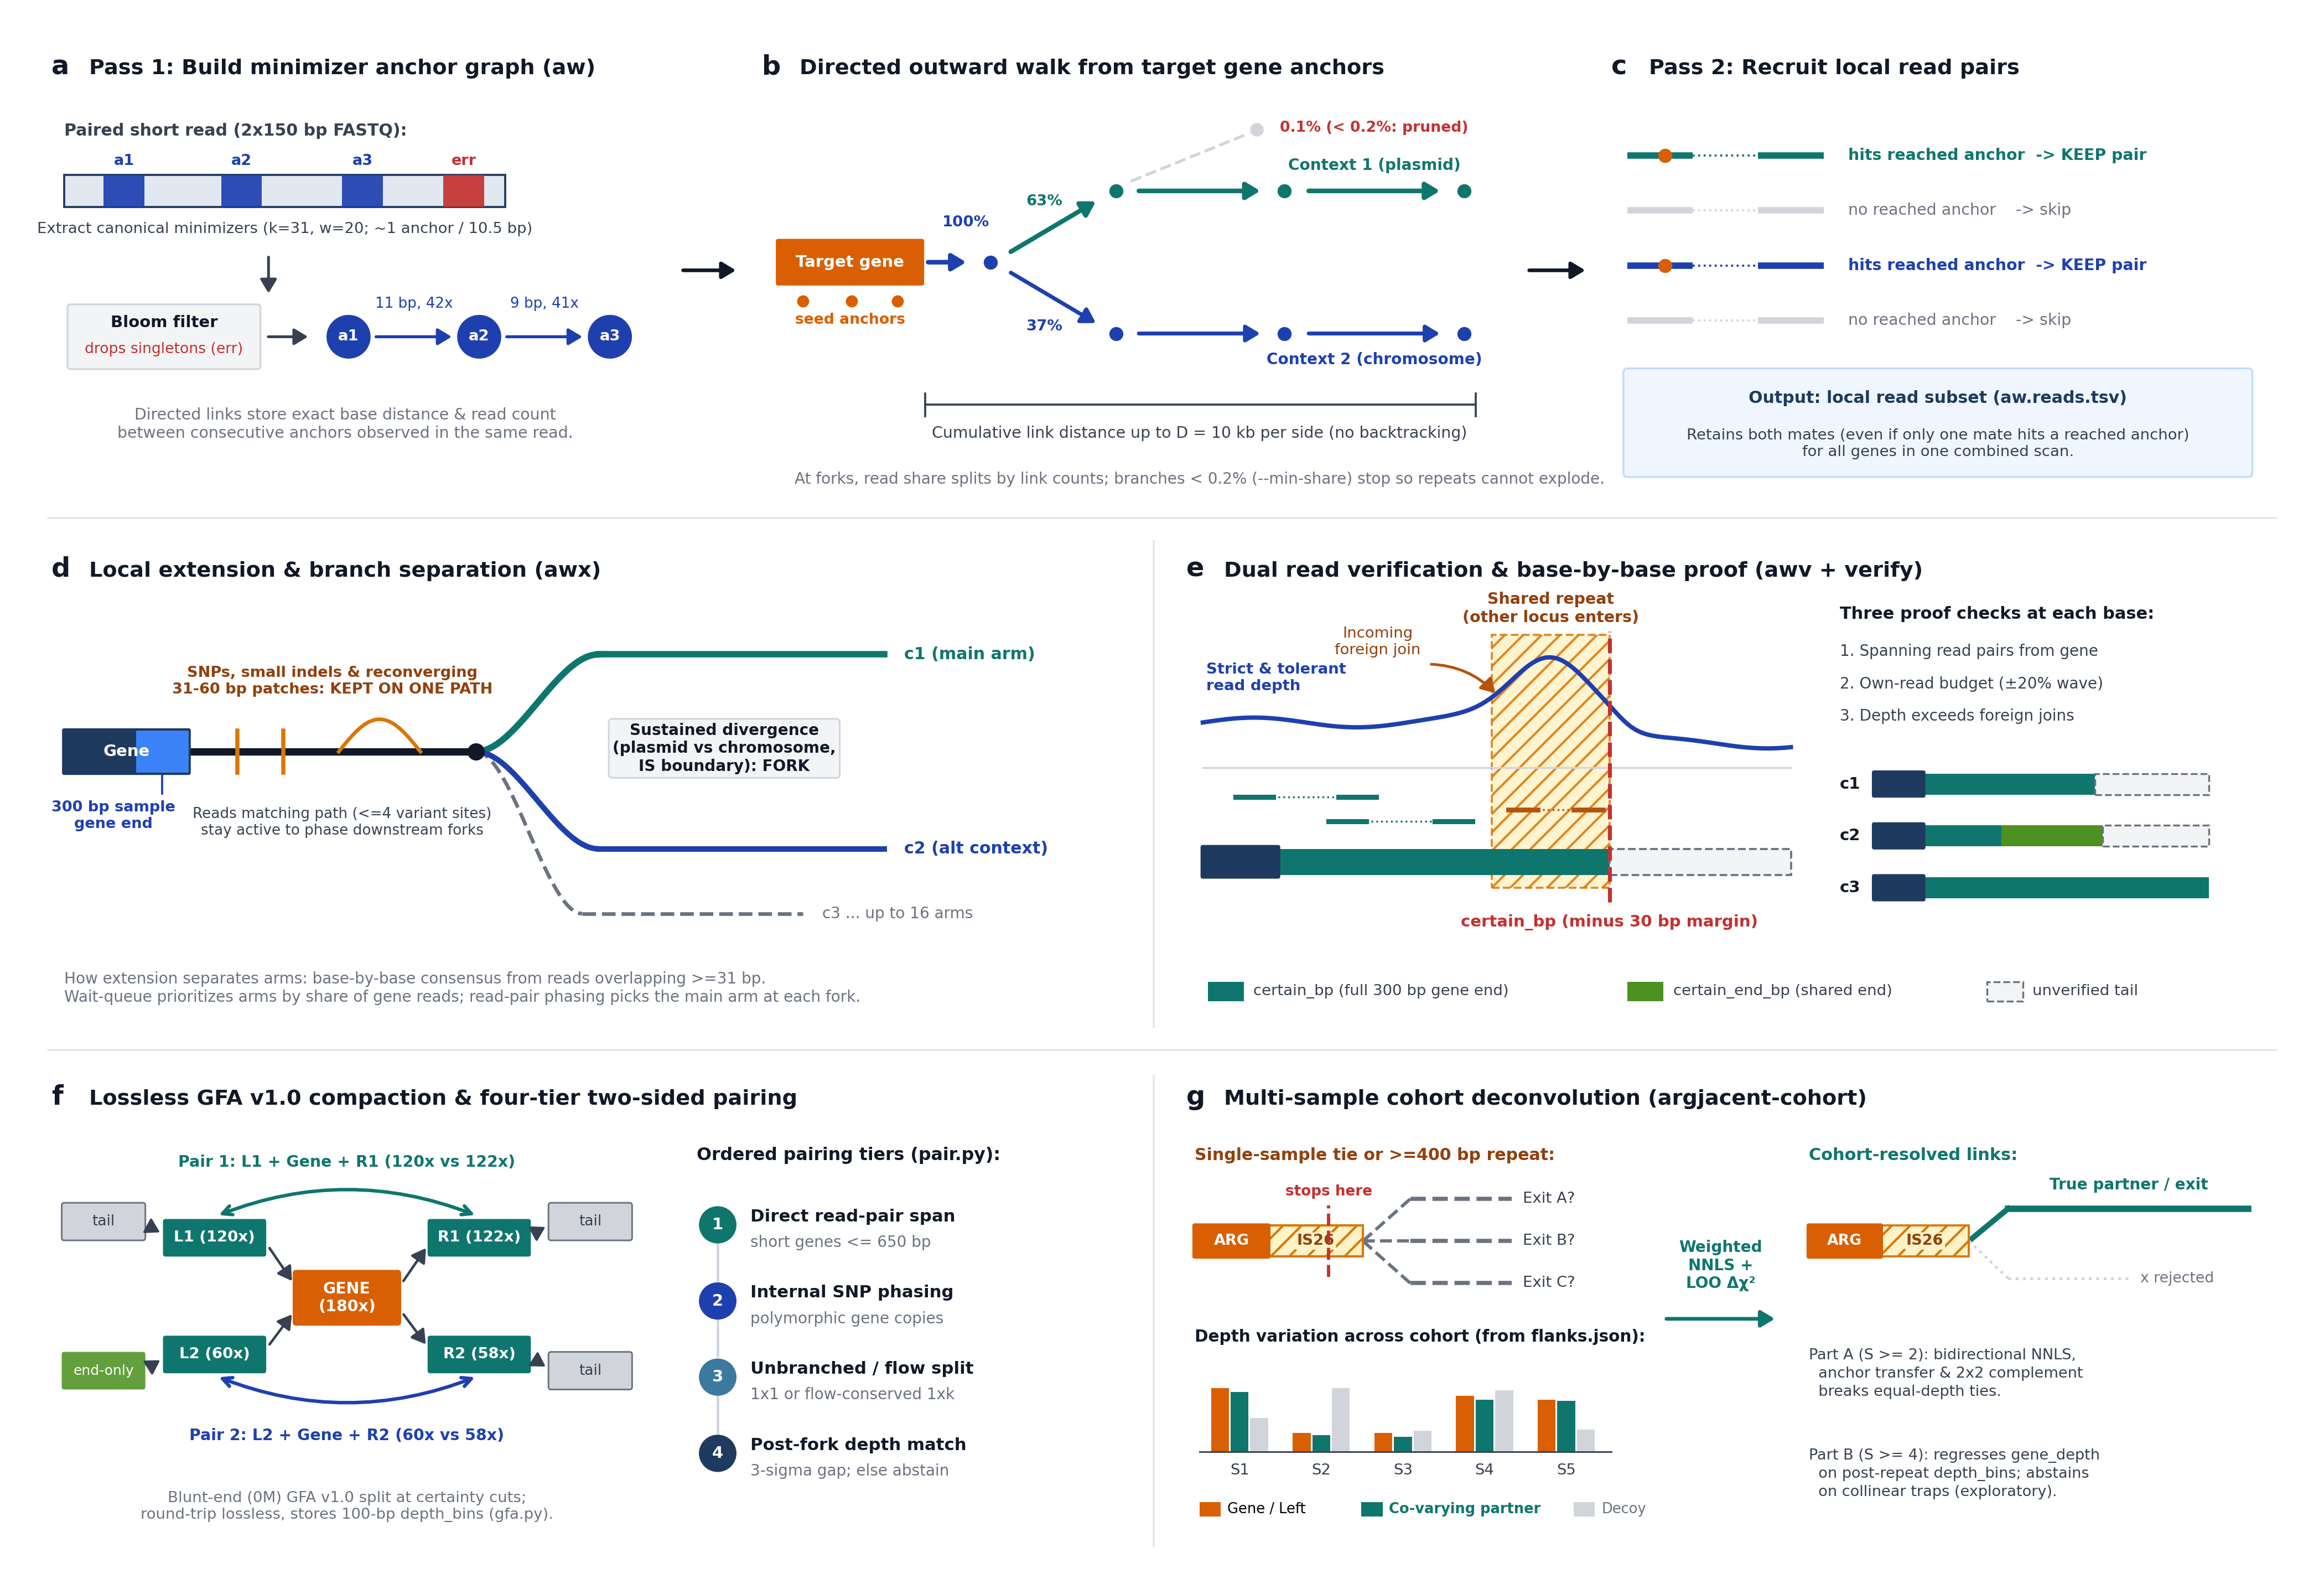 a Pass 1: Build minimizer anchor graph (aw)
Paired short read (2x150 bp FASTQ):
a1 a2 a3 err
Extract canonical minimizers (k=31, w=20; ~1 anchor / 10.5 bp)
Bloom filter
drops singletons (err)
11 bp, 42x 9 bp, 41x
a1 a2 a3
Directed links store exact base distance & read count
between consecutive anchors observed in the same read.
b Directed outward walk from target gene anchors
0.1% (< 0.2%: pruned)
Context 1 (plasmid)
63%
100%
Target gene
seed anchors
37%
Context 2 (chromosome)
Cumulative link distance up to D = 10 kb per side (no backtracking)
At forks, read share splits by link counts; branches < 0.2% (--min-share) stop so repeats cannot explode.
c Pass 2: Recruit local read pairs
hits reached anchor -> KEEP pair
no reached anchor -> skip
hits reached anchor -> KEEP pair
no reached anchor -> skip
Output: local read subset (aw.reads.tsv)
Retains both mates (even if only one mate hits a reached anchor)
for all genes in one combined scan.
d Local extension & branch separation (awx)
SNPs, small indels & reconverging
31-60 bp patches: KEPT ON ONE PATH
Gene
300 bp sample
gene end
Reads matching path (<=4 variant sites)
stay active to phase downstream forks
c1 (main arm)
Sustained divergence
(plasmid vs chromosome,
IS boundary): FORK
c2 (alt context)
c3 ... up to 16 arms
How extension separates arms: base-by-base consensus from reads overlapping >=31 bp.
Wait-queue prioritizes arms by share of gene reads; read-pair phasing picks the main arm at each fork.
e Dual read verification & base-by-base proof (awv + verify)
Shared repeat
(other locus enters)
Incoming
foreign join
Strict & tolerant
read depth
certain_bp (minus 30 bp margin)
Three proof checks at each base:
1. Spanning read pairs from gene
2. Own-read budget (±20% wave)
3. Depth exceeds foreign joins
c1
c2
c3
certain_bp (full 300 bp gene end)
certain_end_bp (shared end)
unverified tail
f Lossless GFA v1.0 compaction & four-tier two-sided pairing
Pair 1: L1 + Gene + R1 (120x vs 122x)
tail
L1 (120x)
R1 (122x)
tail
GENE
(180x)
L2 (60x)
R2 (58x)
end-only
tail
Pair 2: L2 + Gene + R2 (60x vs 58x)
Blunt-end (0M) GFA v1.0 split at certainty cuts;
round-trip lossless, stores 100-bp depth_bins (gfa.py).
Ordered pairing tiers (pair.py):
1 Direct read-pair span
short genes <= 650 bp
2 Internal SNP phasing
polymorphic gene copies
3 Unbranched / flow split
1x1 or flow-conserved 1xk
4 Post-fork depth match
3-sigma gap; else abstain
g Multi-sample cohort deconvolution (argjacent-cohort)
Single-sample tie or >=400 bp repeat:
stops here
ARG IS26
Exit A?
Exit B?
Exit C?
Weighted
NNLS +
LOO Δχ²
Cohort-resolved links:
True partner / exit
ARG IS26
x rejected
Depth variation across cohort (from flanks.json):
S1 S2 S3 S4 S5
Gene / Left Co-varying partner Decoy
Part A (S >= 2): bidirectional NNLS,
anchor transfer & 2x2 complement
breaks equal-depth ties.
Part B (S >= 4): regresses gene_depth
on post-repeat depth_bins; abstains
on collinear traps (exploratory).